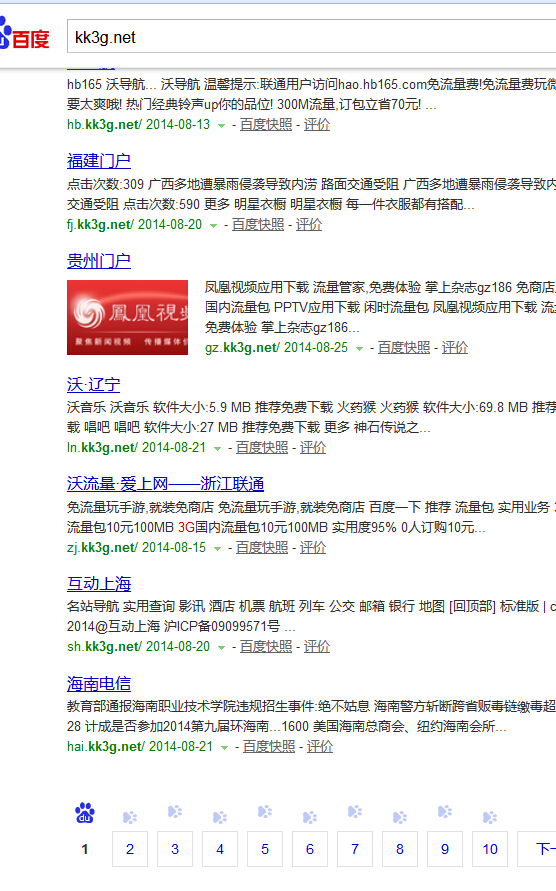 du 百度 kk3g.net
hb165 沃导航... 沃导航 温馨提示:联通用户访问hao.hb165.com免流量费!免流量费玩微
要太爽哦! 热门经典铃声up你的品位! 300M流量,订包立省70元! ...
hb.kk3g.net/ 2014-08-13 - 百度快照 - 评价
福建门户
点击次数:309 广西多地遭暴雨侵袭导致内涝 路面交通受阻 广西多地遭暴雨侵袭导致内
交通受阻 点击次数:590 更多 明星衣橱 明星衣橱 每一件衣服都有搭配...
fj.kk3g.net/ 2014-08-20 - 百度快照 - 评价
贵州门户
鳳凰視頻
聚焦新闻视频 传播媒体价
凤凰视频应用下载 流量管家,免费体验 掌上杂志gz186 免商店
国内流量包 PPTV应用下载 闲时流量包 凤凰视频应用下载 流
免费体验 掌上杂志gz186...
gz.kk3g.net/ 2014-08-25 - 百度快照 - 评价
沃·辽宁
沃音乐 沃音乐 软件大小:5.9 MB 推荐免费下载 火药猴 火药猴 软件大小:69.8 MB 推荐
载 唱吧 唱吧 软件大小:27 MB 推荐免费下载 更多 神石传说之...
ln.kk3g.net/ 2014-08-21 - 百度快照 - 评价
沃流量·爱上网——浙江联通
免流量玩手游,就装免商店 免流量玩手游,就装免商店 百度一下 推荐 流量包 实用业务
流量包10元100MB 3G国内流量包10元100MB 实用度95% 0人订购10元...
zj.kk3g.net/ 2014-08-15 - 百度快照 - 评价
互动上海
名站导航 实用查询 影讯 酒店 机票 航班 列车 公交 邮箱 银行 地图 [回顶部] 标准版 | c
2014@互动上海 沪ICP备09099571号 ...
sh.kk3g.net/ 2014-08-20 - 百度快照 - 评价
海南电信
教育部通报海南职业技术学院违规招生事件:绝不姑息 海南警方斩断跨省贩毒链缴毒超
28 计成是否参加2014第九届环海南...1600 美国海南总商会、纽约海南会所...
hai.kk3g.net/ 2014-08-21 - 百度快照 - 评价
du
1 2 3 4 5 6 7 8 9 10 下一